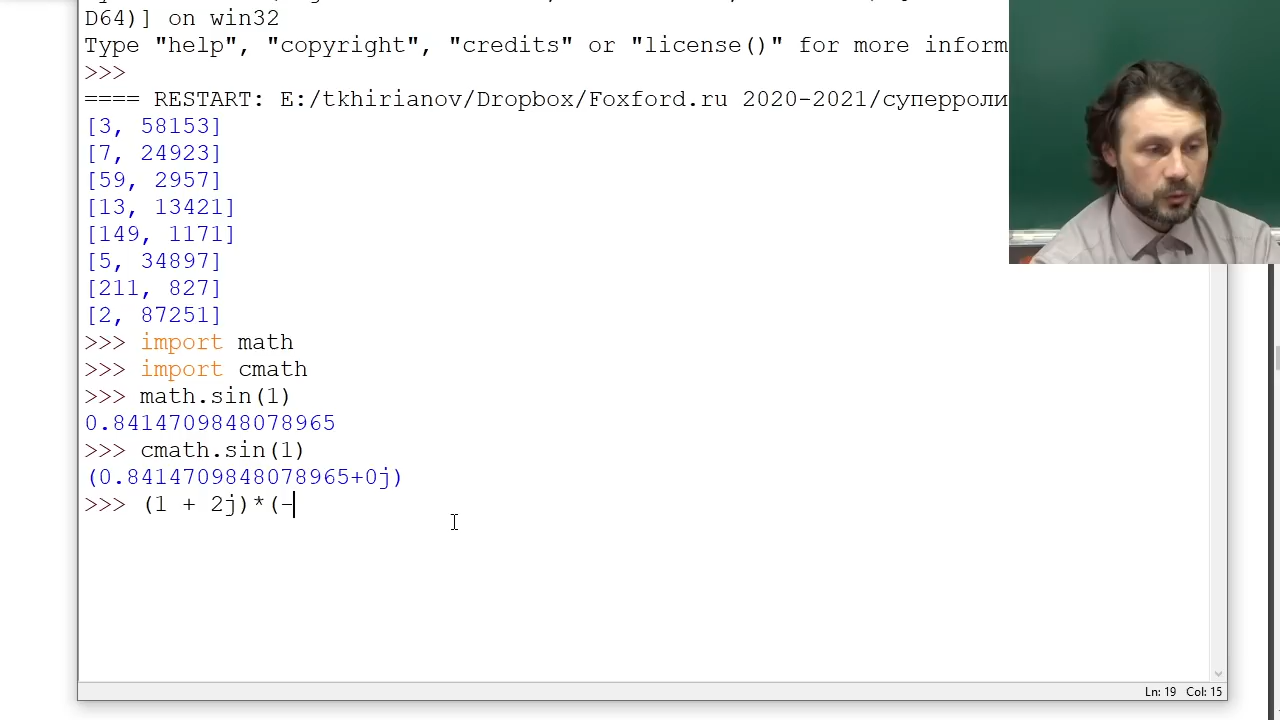 D64)] on win32
Type "help", "copyright", "credits" or "license()" for more inform
>>>
==== RESTART: E:/tkhirianov/Dropbox/Foxford.ru 2020-2021/суперроли
[3, 58153]
[7, 24923]
[59, 2957]
[13, 13421]
[149, 1171]
[5, 34897]
[211, 827]
[2, 87251]
>>> import math
>>> import cmath
>>> math.sin(1)
0.8414709848078965
>>> cmath.sin(1)
(0.8414709848078965+0j)
>>> (1 + 2j)*(-
Ln: 19 Col: 15